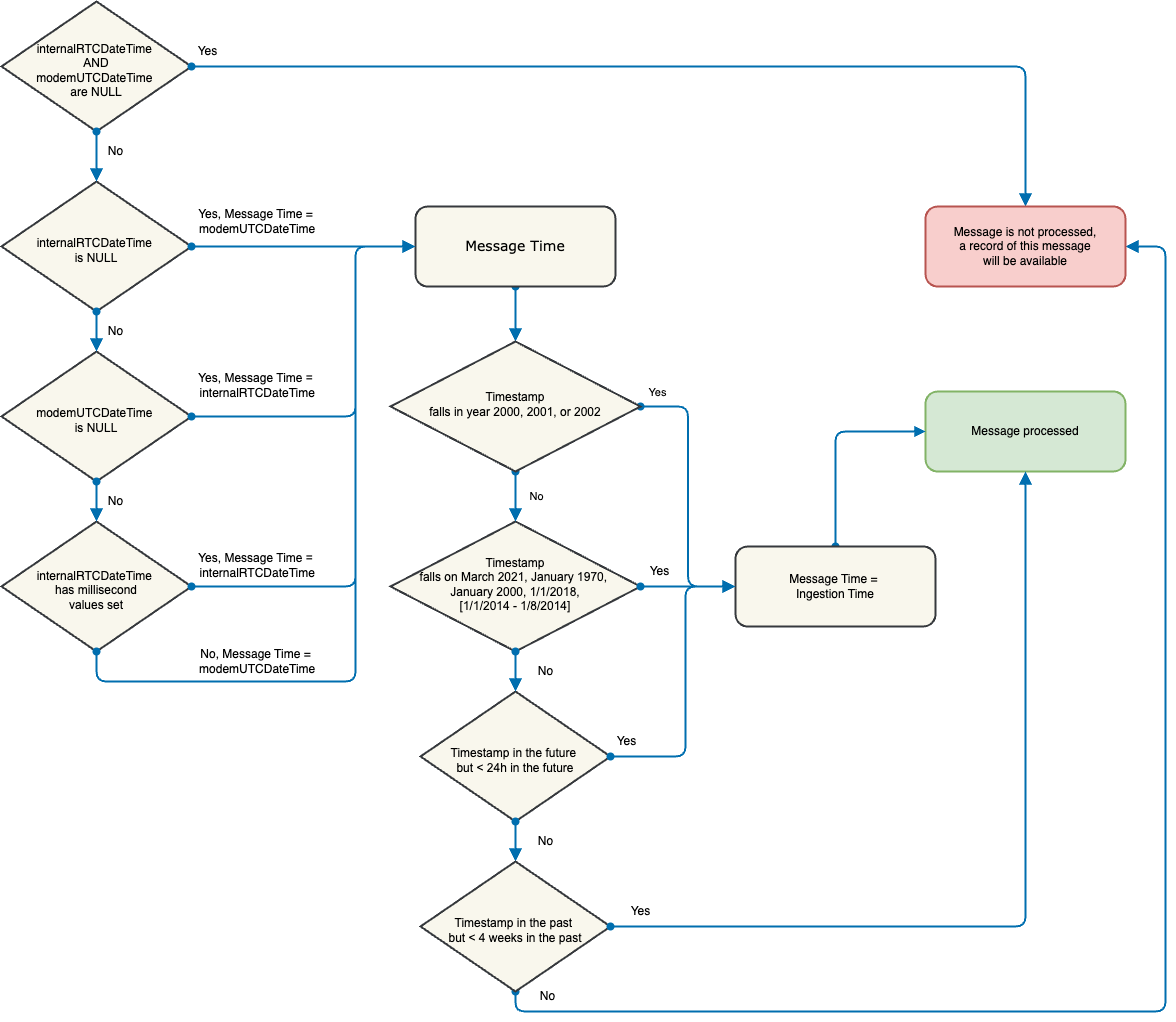 internalRTCDateTime
AND
modemUTCDateTime
are NULL
Yes
No
internalRTCDateTime
is NULL
Yes, Message Time =
modemUTCDateTime
Message Time
Message is not processed,
a record of this message
will be available
No
modemUTCDateTime
is NULL
Yes, Message Time =
internalRTCDateTime
Timestamp
falls in year 2000, 2001, or 2002
Yes
Message processed
No
No
internalRTCDateTime
has millisecond
values set
Yes, Message Time =
internalRTCDateTime
Timestamp
falls on March 2021, January 1970,
January 2000, 1/1/2018,
[1/1/2014 - 1/8/2014]
Yes
Message Time =
Ingestion Time
No, Message Time =
modemUTCDateTime
No
Timestamp in the future
but < 24h in the future
Yes
No
Timestamp in the past
but < 4 weeks in the past
Yes
No